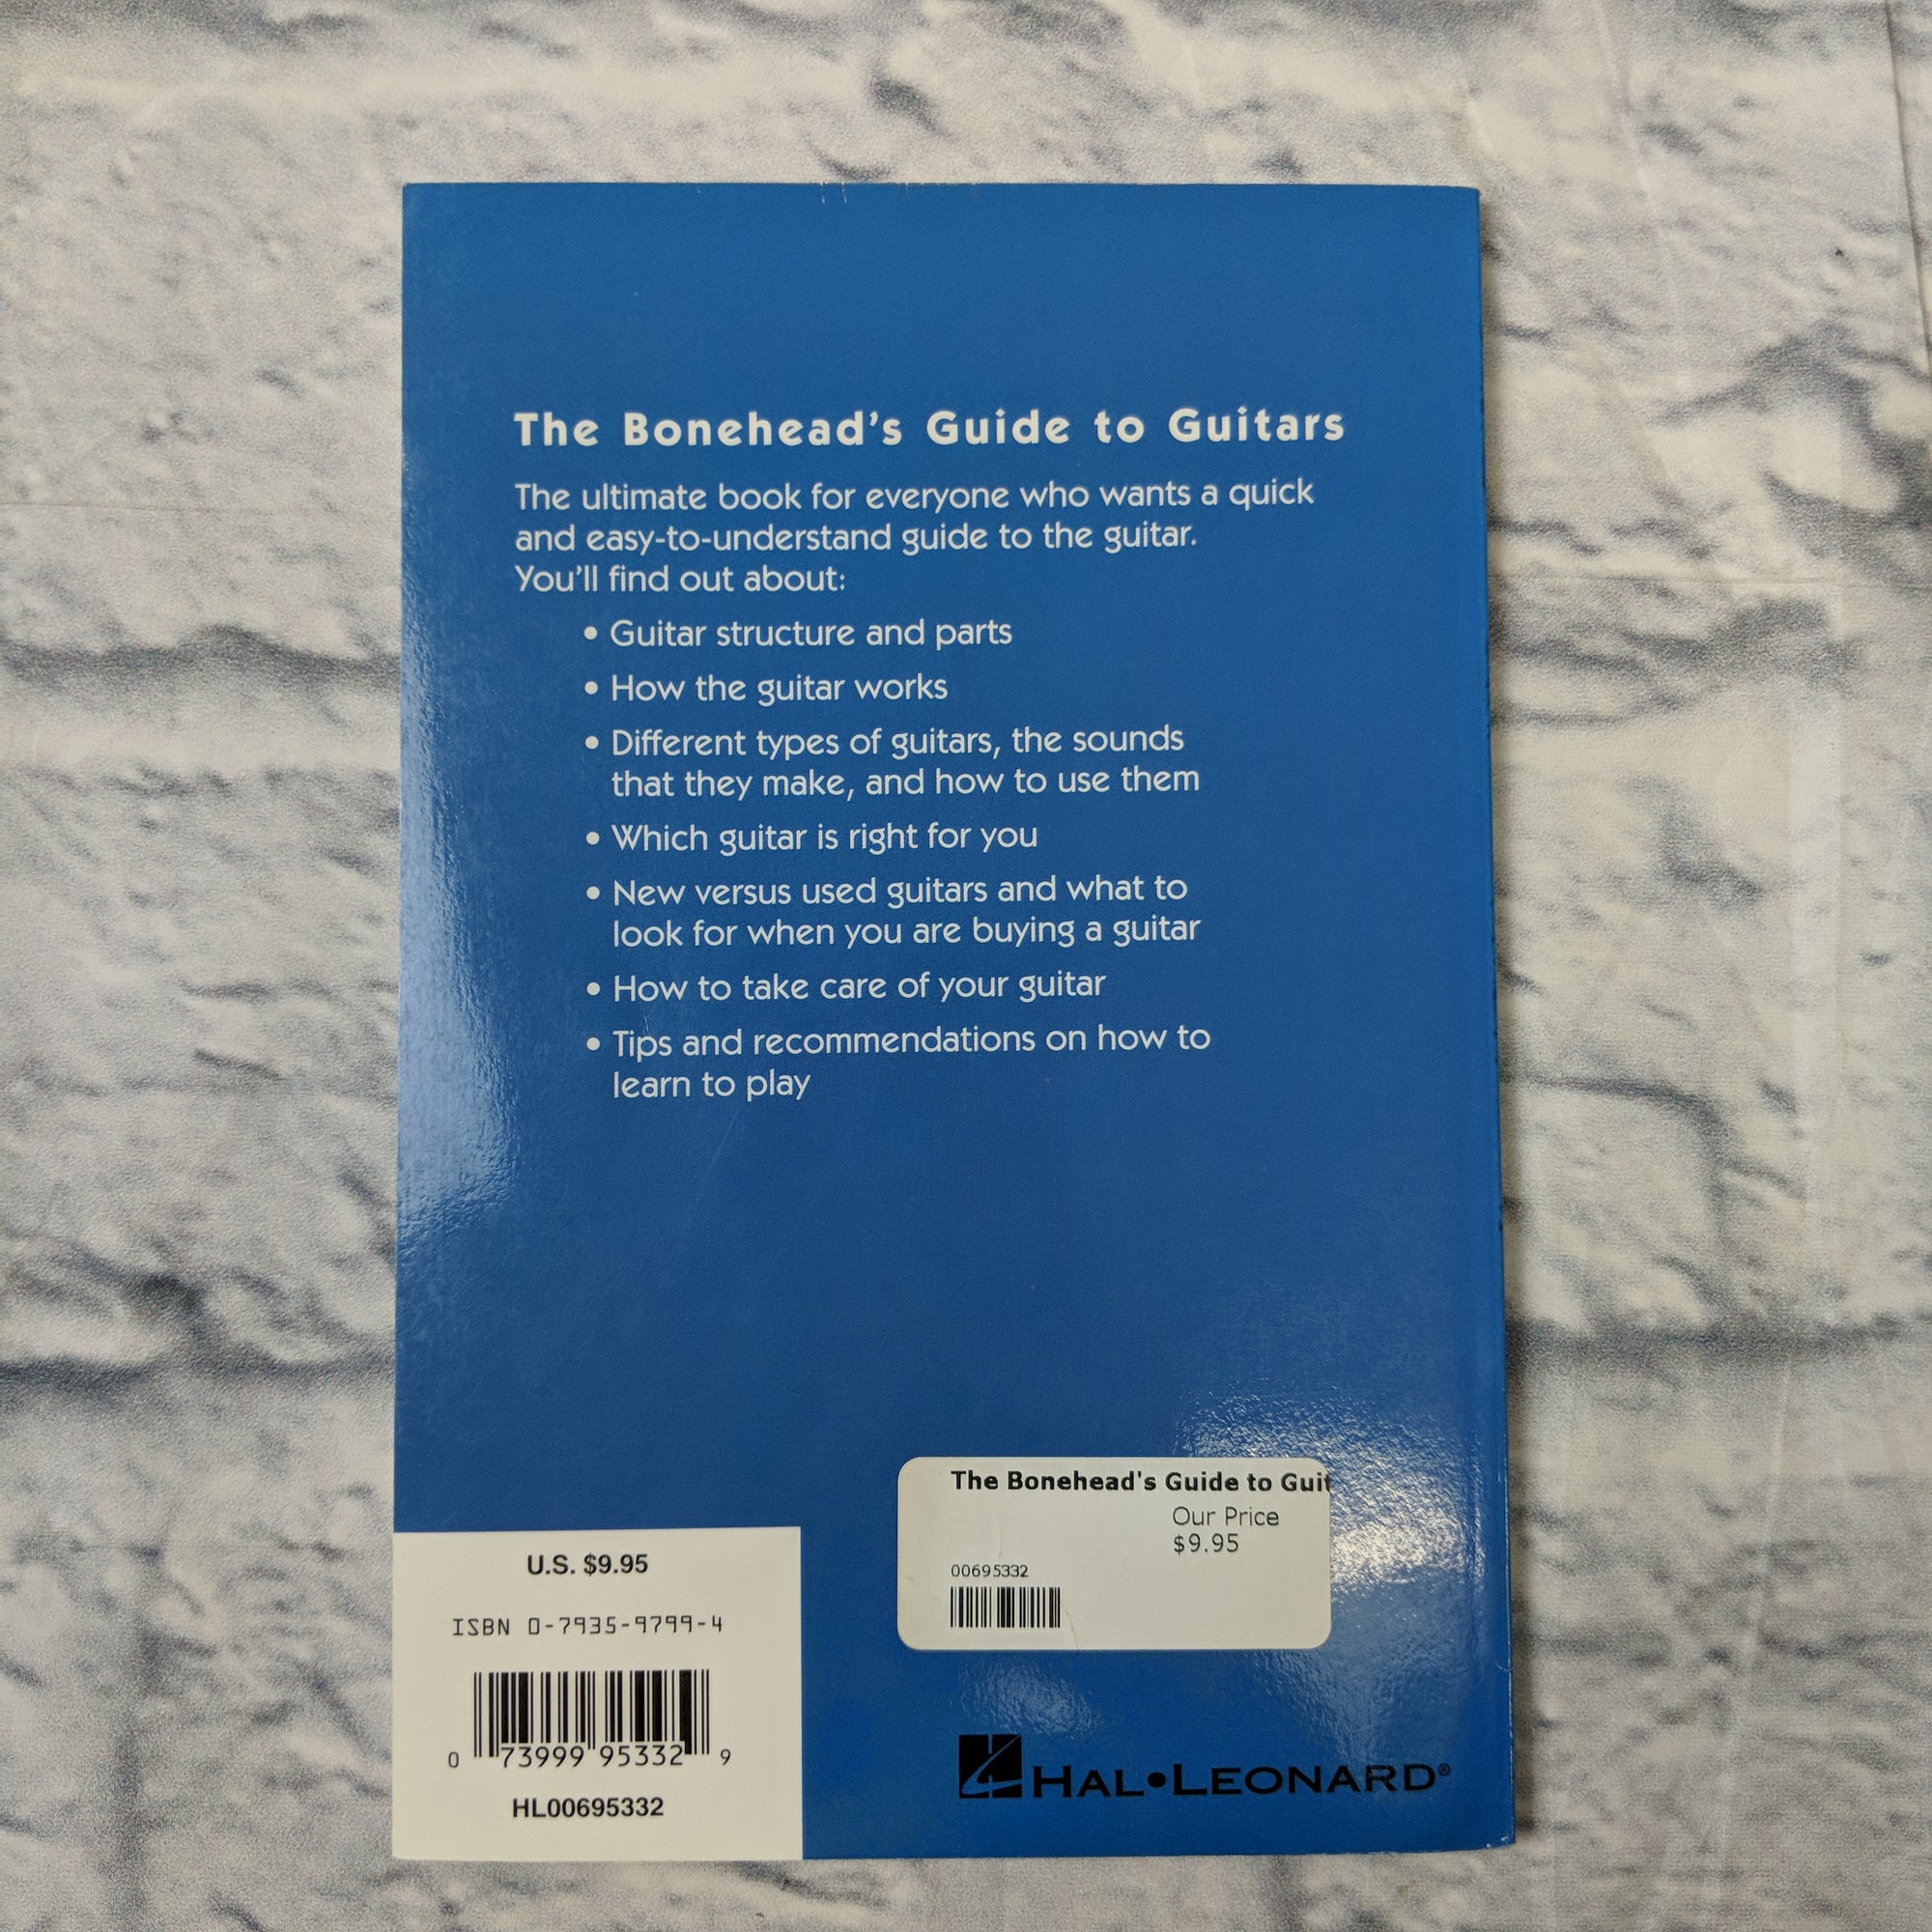 The Bonehead's Guide to Guitars
The ultimate book for everyone who wants a quick
and easy-to-understand guide to the guitar.
You'll find out about:
• Guitar structure and parts
• How the guitar works
• Different types of guitars, the sounds
that they make, and how to use them
• Which guitar is right for you
• New versus used guitars and what to
look for when you are buying a guitar
• How to take care of your guitar
• Tips and recommendations on how to
learn to play
The Bonehead's Guide to Guit
Our Price
$9.95
00695332
U.S. $9.95
ISBN 0-7935-9799-4
0 73999 95332 9
HL00695332
HAL•LEONARD®